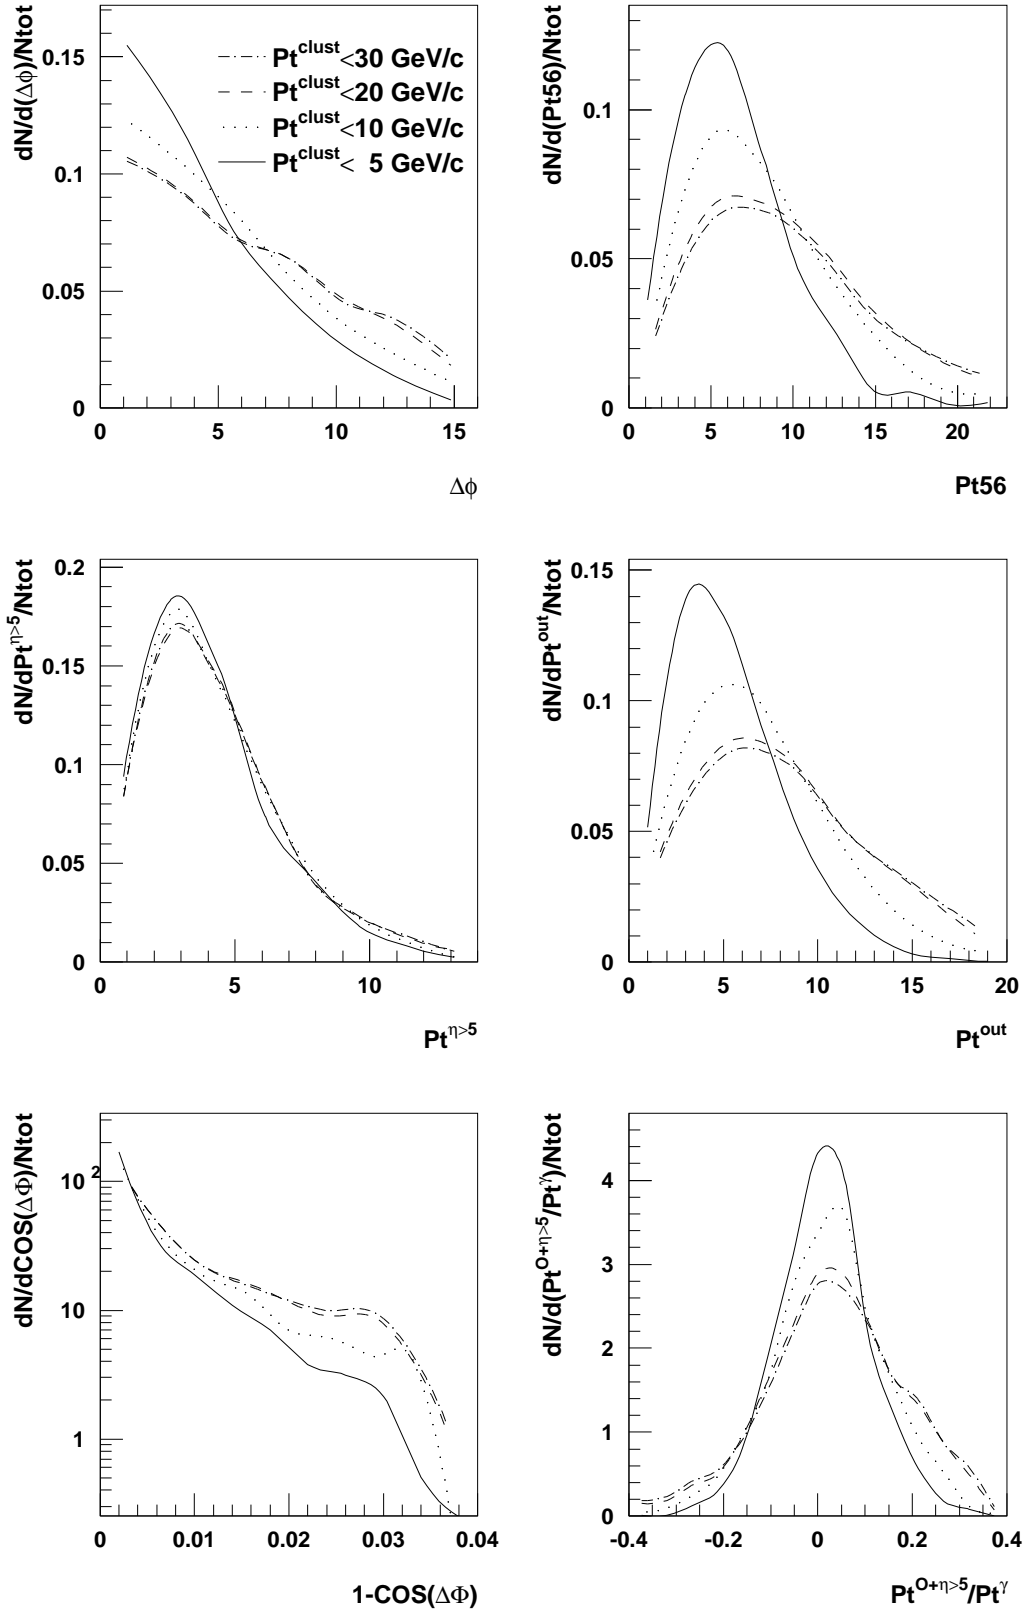 dN/d(Δϕ)/Ntot
0.15
0.1
0.05
0
Pt^clust<30 GeV/c
Pt^clust<20 GeV/c
Pt^clust<10 GeV/c
Pt^clust< 5 GeV/c
0 5 10 15
Δϕ
dN/d(Pt56)/Ntot
0.1
0.05
0
0 5 10 15 20
Pt56
dN/dPt^η>5/Ntot
0.2
0.15
0.1
0.05
0
0 5 10
Pt^η>5
dN/dPt^out/Ntot
0.15
0.1
0.05
0
0 5 10 15 20
Pt^out
dN/dCOS(ΔΦ)/Ntot
10^2
10
1
0 0.01 0.02 0.03 0.04
1-COS(ΔΦ)
dN/d(Pt^O+η>5/Pt^γ)/Ntot
4
3
2
1
0
-0.4 -0.2 0 0.2 0.4
Pt^O+η>5/Pt^γ